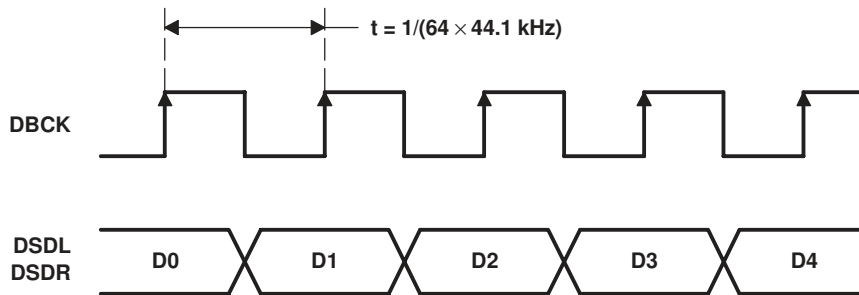 t = 1/(64 × 44.1 kHz)
DBCK
DSDL
DSDR
D0 D1 D2 D3 D4